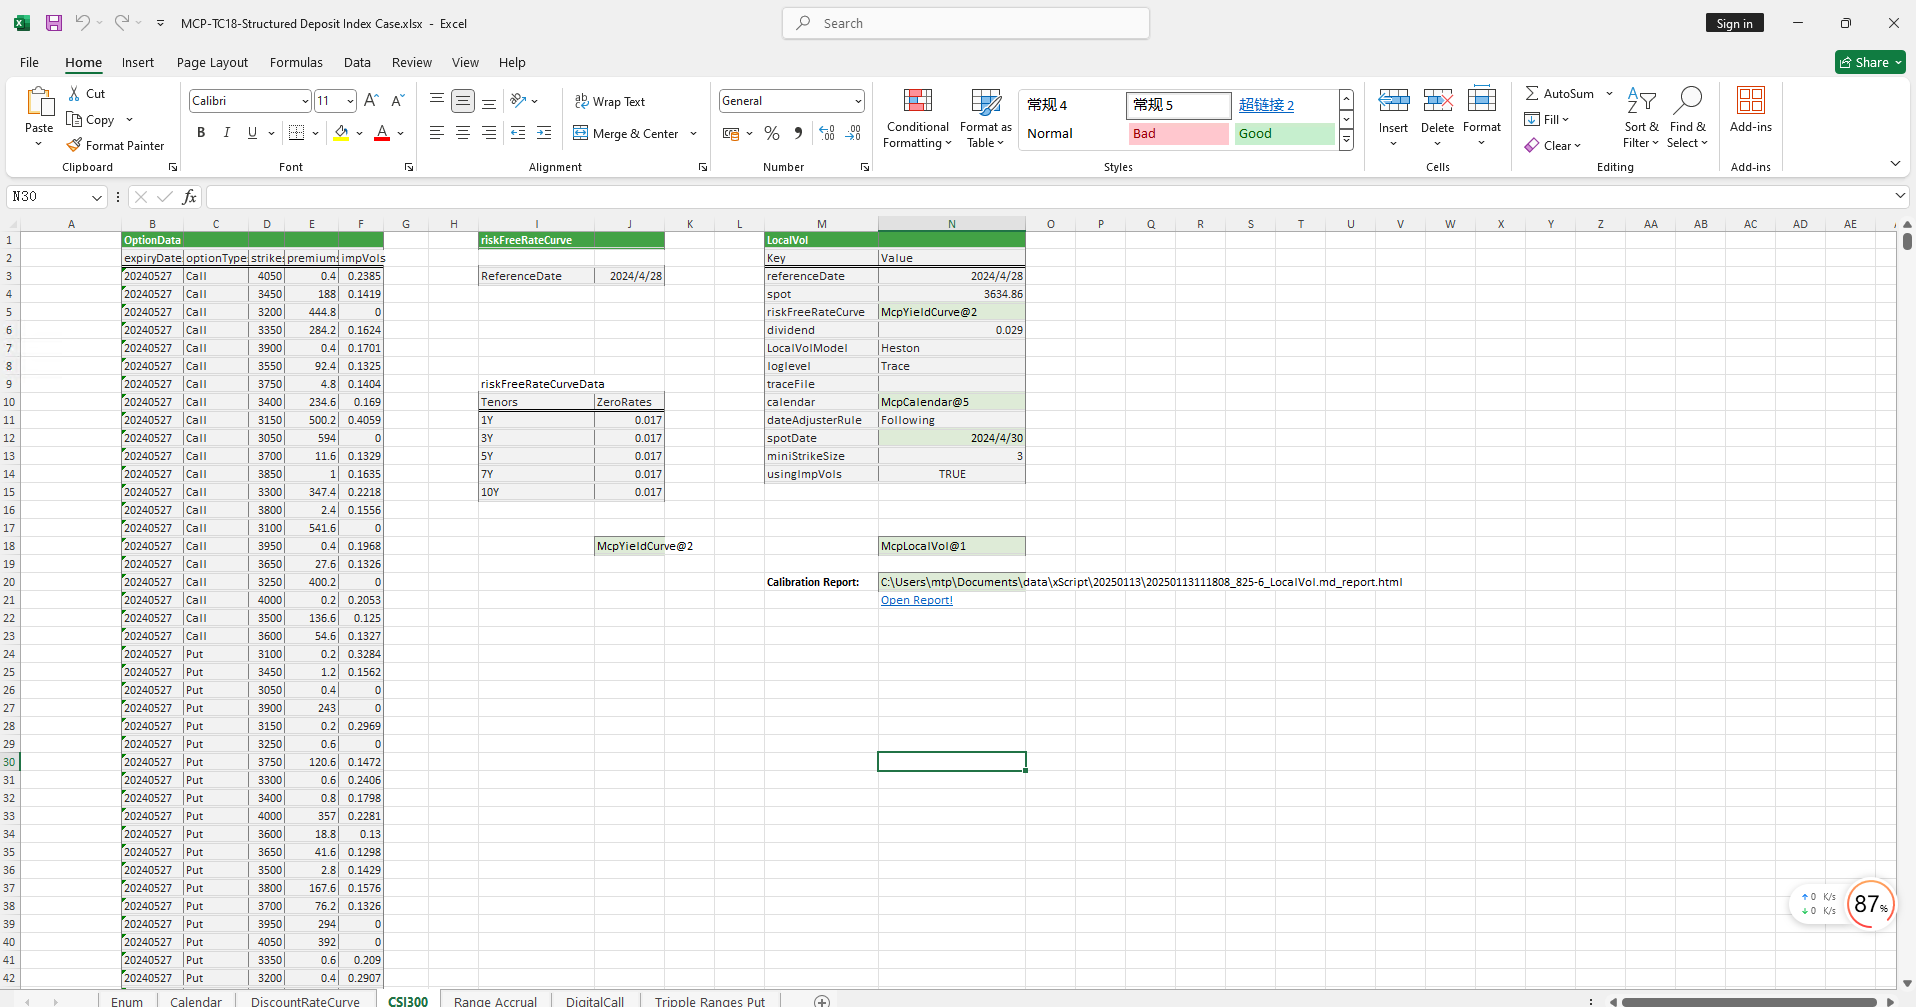 MCP-TC18-Structured Deposit Index Case.xlsx - Excel
Search
Sign in
File Home Insert Page Layout Formulas Data Review View Help
Share
Paste
Cut
Copy
Format Painter
Clipboard
Calibri 11
B I U
Font
Wrap Text
Merge & Center
Alignment
General
Number
Conditional Formatting
Format as Table
常规 4 常规 5 超链接 2
Normal Bad Good
Styles
Insert Delete Format
Cells
AutoSum
Fill
Clear
Sort & Filter
Find & Select
Editing
Add-ins
Add-ins
N30 fx
A B C D E F G H I J K L M N O P Q R S T U V W X Y Z AA AB AC AD AE
1 OptionData riskFreeRateCurve LocalVol
2 expiryDate optionType strikes premium impVols Key Value
3 20240527 Call 4050 0.4 0.2385 ReferenceDate 2024/4/28 referenceDate 2024/4/28
4 20240527 Call 3450 188 0.1419 spot 3634.86
5 20240527 Call 3200 444.8 0 riskFreeRateCurve McpYieldCurve@2
6 20240527 Call 3350 284.2 0.1624 dividend 0.029
7 20240527 Call 3900 0.4 0.1701 LocalVolModel Heston
8 20240527 Call 3550 92.4 0.1325 loglevel Trace
9 20240527 Call 3750 4.8 0.1404 riskFreeRateCurveData traceFile
10 20240527 Call 3400 234.6 0.169 Tenors ZeroRates calendar McpCalendar@5
11 20240527 Call 3150 500.2 0.4059 1Y 0.017 dateAdjusterRule Following
12 20240527 Call 3050 594 0 3Y 0.017 spotDate 2024/4/30
13 20240527 Call 3700 11.6 0.1329 5Y 0.017 miniStrikeSize 3
14 20240527 Call 3850 1 0.1635 7Y 0.017 usingImpVols TRUE
15 20240527 Call 3300 347.4 0.2218 10Y 0.017
16 20240527 Call 3800 2.4 0.1556
17 20240527 Call 3100 541.6 0
18 20240527 Call 3950 0.4 0.1968 McpYieldCurve@2 McpLocalVol@1
19 20240527 Call 3650 27.6 0.1326
20 20240527 Call 3250 400.2 0 Calibration Report: C:\Users\mtp\Documents\data\xScript\20250113\20250113111808_825-6_LocalVol.md_report.html
21 20240527 Call 4000 0.2 0.2053 Open Report!
22 20240527 Call 3500 136.6 0.125
23 20240527 Call 3600 54.6 0.1327
24 20240527 Put 3100 0.2 0.3284
25 20240527 Put 3450 1.2 0.1562
26 20240527 Put 3050 0.4 0
27 20240527 Put 3900 243 0
28 20240527 Put 3150 0.2 0.2969
29 20240527 Put 3250 0.6 0
30 20240527 Put 3750 120.6 0.1472
31 20240527 Put 3300 0.6 0.2406
32 20240527 Put 3400 0.8 0.1798
33 20240527 Put 4000 357 0.2281
34 20240527 Put 3600 18.8 0.13
35 20240527 Put 3650 41.6 0.1298
36 20240527 Put 3500 2.8 0.1429
37 20240527 Put 3800 167.6 0.1576
38 20240527 Put 3700 76.2 0.1326
39 20240527 Put 3950 294 0
40 20240527 Put 4050 392 0
41 20240527 Put 3350 0.6 0.209
42 20240527 Put 3200 0.4 0.2907
↑ 0 K/s
↓ 0 K/s
87%
Enum Calendar DiscountRateCurve CSI300 Range Accrual DigitalCall Tripple Ranges Put